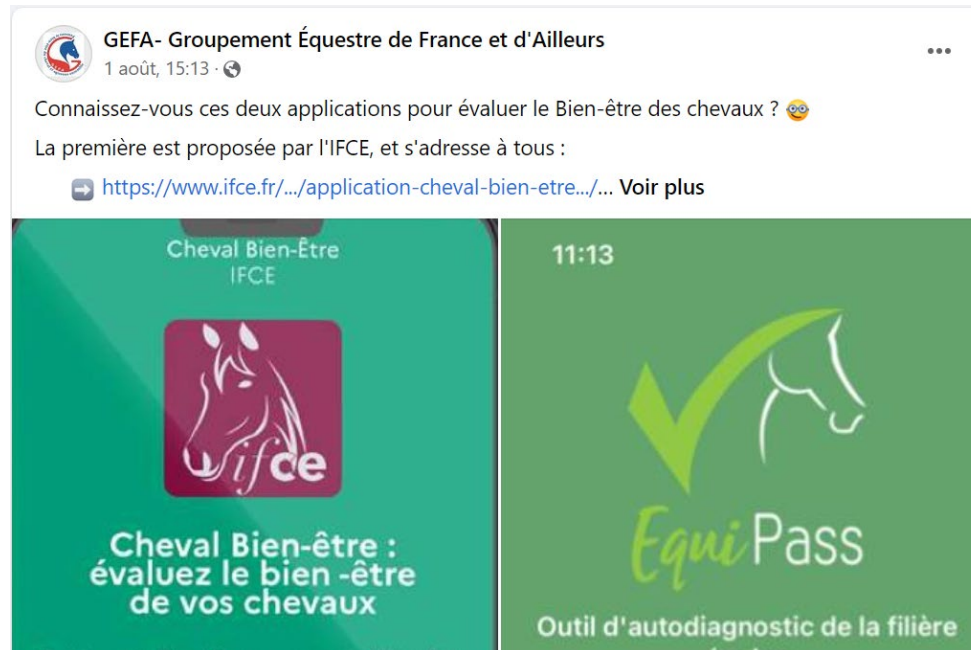 GEFA- Groupement Équestre de France et d'Ailleurs
1 août, 15:13 ·
Connaissez-vous ces deux applications pour évaluer le Bien-être des chevaux ?
La première est proposée par l'IFCE, et s'adresse à tous :
https://www.ifce.fr/.../application-cheval-bien-etre.../... Voir plus
Cheval Bien-Être
IFCE
ifce
Cheval Bien-être :
évaluez le bien -être
de vos chevaux
11:13
EquiPass
Outil d'autodiagnostic de la filière